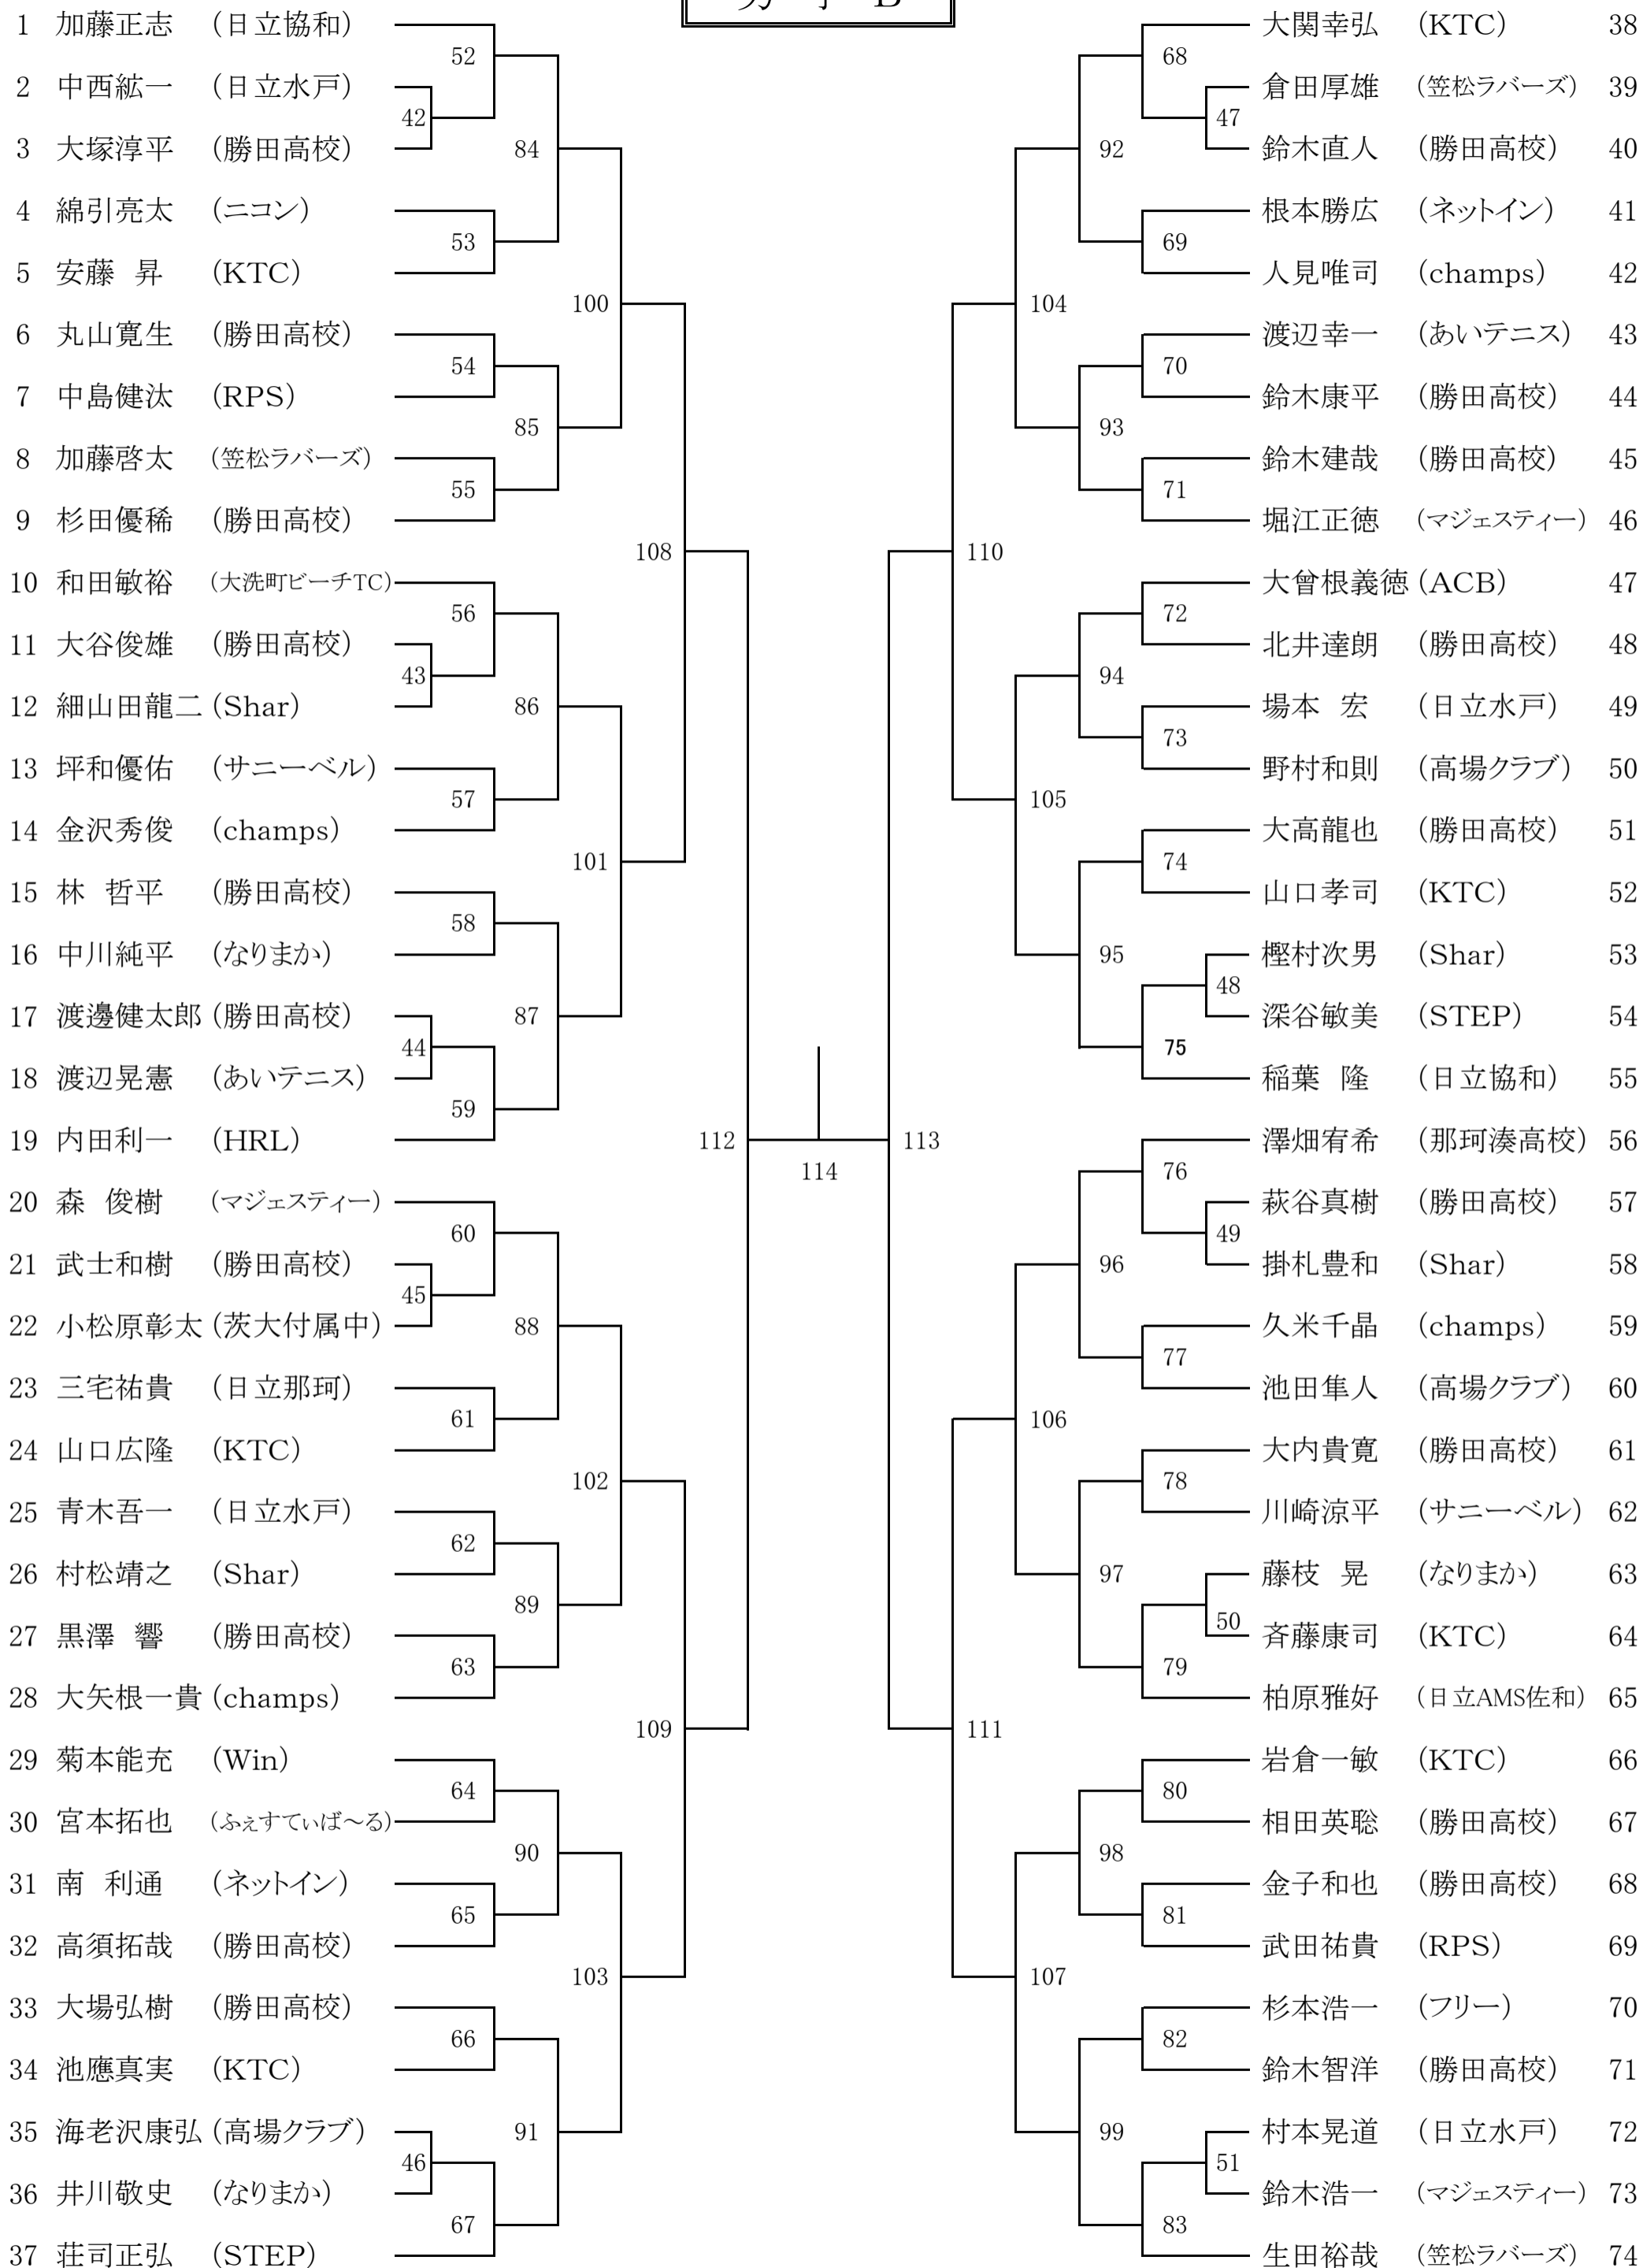 男 子 B
1 加藤正志 (日立協和)
52
2 中西絋一 (日立水戸)
42
3 大塚淳平 (勝田高校)
84
4 綿引亮太 (ニコン)
53
5 安藤 昇 (KTC)
100
6 丸山寛生 (勝田高校)
54
7 中島健汰 (RPS)
85
8 加藤啓太 (笠松ラバーズ)
55
9 杉田優稀 (勝田高校)
108
10 和田敏裕 (大洗町ビーチTC)
56
11 大谷俊雄 (勝田高校)
43
12 細山田龍二 (Shar)
86
13 坪和優佑 (サニーベル)
57
14 金沢秀俊 (champs)
101
15 林 哲平 (勝田高校)
58
16 中川純平 (なりまか)
17 渡邊健太郎 (勝田高校)
87
44
18 渡辺晃憲 (あいテニス)
59
19 内田利一 (HRL)
112
114
20 森 俊樹 (マジェスティー)
60
21 武士和樹 (勝田高校)
45
22 小松原彰太 (茨大付属中)
88
23 三宅祐貴 (日立那珂)
61
24 山口広隆 (KTC)
102
25 青木吾一 (日立水戸)
62
26 村松靖之 (Shar)
89
27 黒澤 響 (勝田高校)
63
28 大矢根一貴 (champs)
109
29 菊本能充 (Win)
64
30 宮本拓也 (ふぇすてぃば～る)
90
31 南 利通 (ネットイン)
65
32 高須拓哉 (勝田高校)
103
33 大場弘樹 (勝田高校)
66
34 池應真実 (KTC)
35 海老沢康弘 (高場クラブ)
91
46
36 井川敬史 (なりまか)
67
37 荘司正弘 (STEP)
大関幸弘 (KTC) 38
68
倉田厚雄 (笠松ラバーズ) 39
47
鈴木直人 (勝田高校) 40
92
根本勝広 (ネットイン) 41
69
人見唯司 (champs) 42
104
渡辺幸一 (あいテニス) 43
70
鈴木康平 (勝田高校) 44
93
鈴木建哉 (勝田高校) 45
71
堀江正徳 (マジェスティー) 46
110
大曾根義徳 (ACB) 47
72
北井達朗 (勝田高校) 48
94
場本 宏 (日立水戸) 49
73
野村和則 (高場クラブ) 50
105
大高龍也 (勝田高校) 51
74
山口孝司 (KTC) 52
95
樫村次男 (Shar) 53
48
深谷敏美 (STEP) 54
75
稲葉 隆 (日立協和) 55
113
澤畑宥希 (那珂湊高校) 56
76
萩谷真樹 (勝田高校) 57
49
掛札豊和 (Shar) 58
96
久米千晶 (champs) 59
77
池田隼人 (高場クラブ) 60
106
大内貴寛 (勝田高校) 61
78
川崎涼平 (サニーベル) 62
97
藤枝 晃 (なりまか) 63
50
斉藤康司 (KTC) 64
79
柏原雅好 (日立AMS佐和) 65
111
岩倉一敏 (KTC) 66
80
相田英聡 (勝田高校) 67
98
金子和也 (勝田高校) 68
81
武田祐貴 (RPS) 69
107
杉本浩一 (フリー) 70
82
鈴木智洋 (勝田高校) 71
99
村本晃道 (日立水戸) 72
51
鈴木浩一 (マジェスティー) 73
83
生田裕哉 (笠松ラバーズ) 74